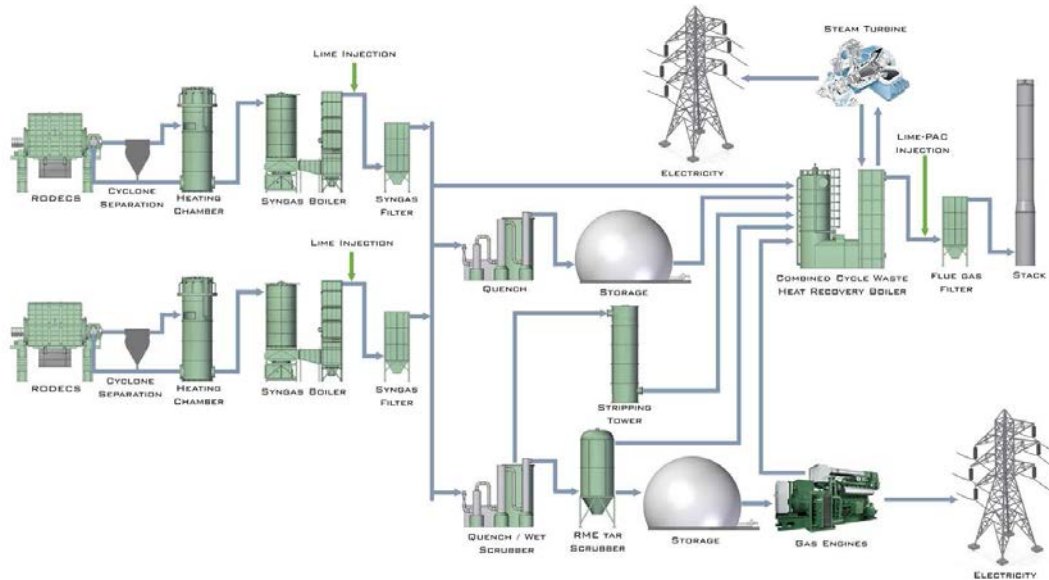 STEAM TURBINE
LIME INJECTION
LIME-PAC
INJECTION
RODECS
CYCLONE
SEPARATION
HEATING
CHAMBER
SYNGAS BOILER
SYNGAS
FILTER
ELECTRICITY
LIME INJECTION
QUENCH
STORAGE
COMBINED CYCLE WASTE
HEAT RECOVERY BOILER
FLUE GAS
FILTER
STACK
RODECS
CYCLONE
SEPARATION
HEATING
CHAMBER
SYNGAS BOILER
SYNGAS
FILTER
STRIPPING
TOWER
QUENCH / WET
SCRUBBER
RME TAR
SCRUBBER
STORAGE
GAS ENGINES
ELECTRICITY